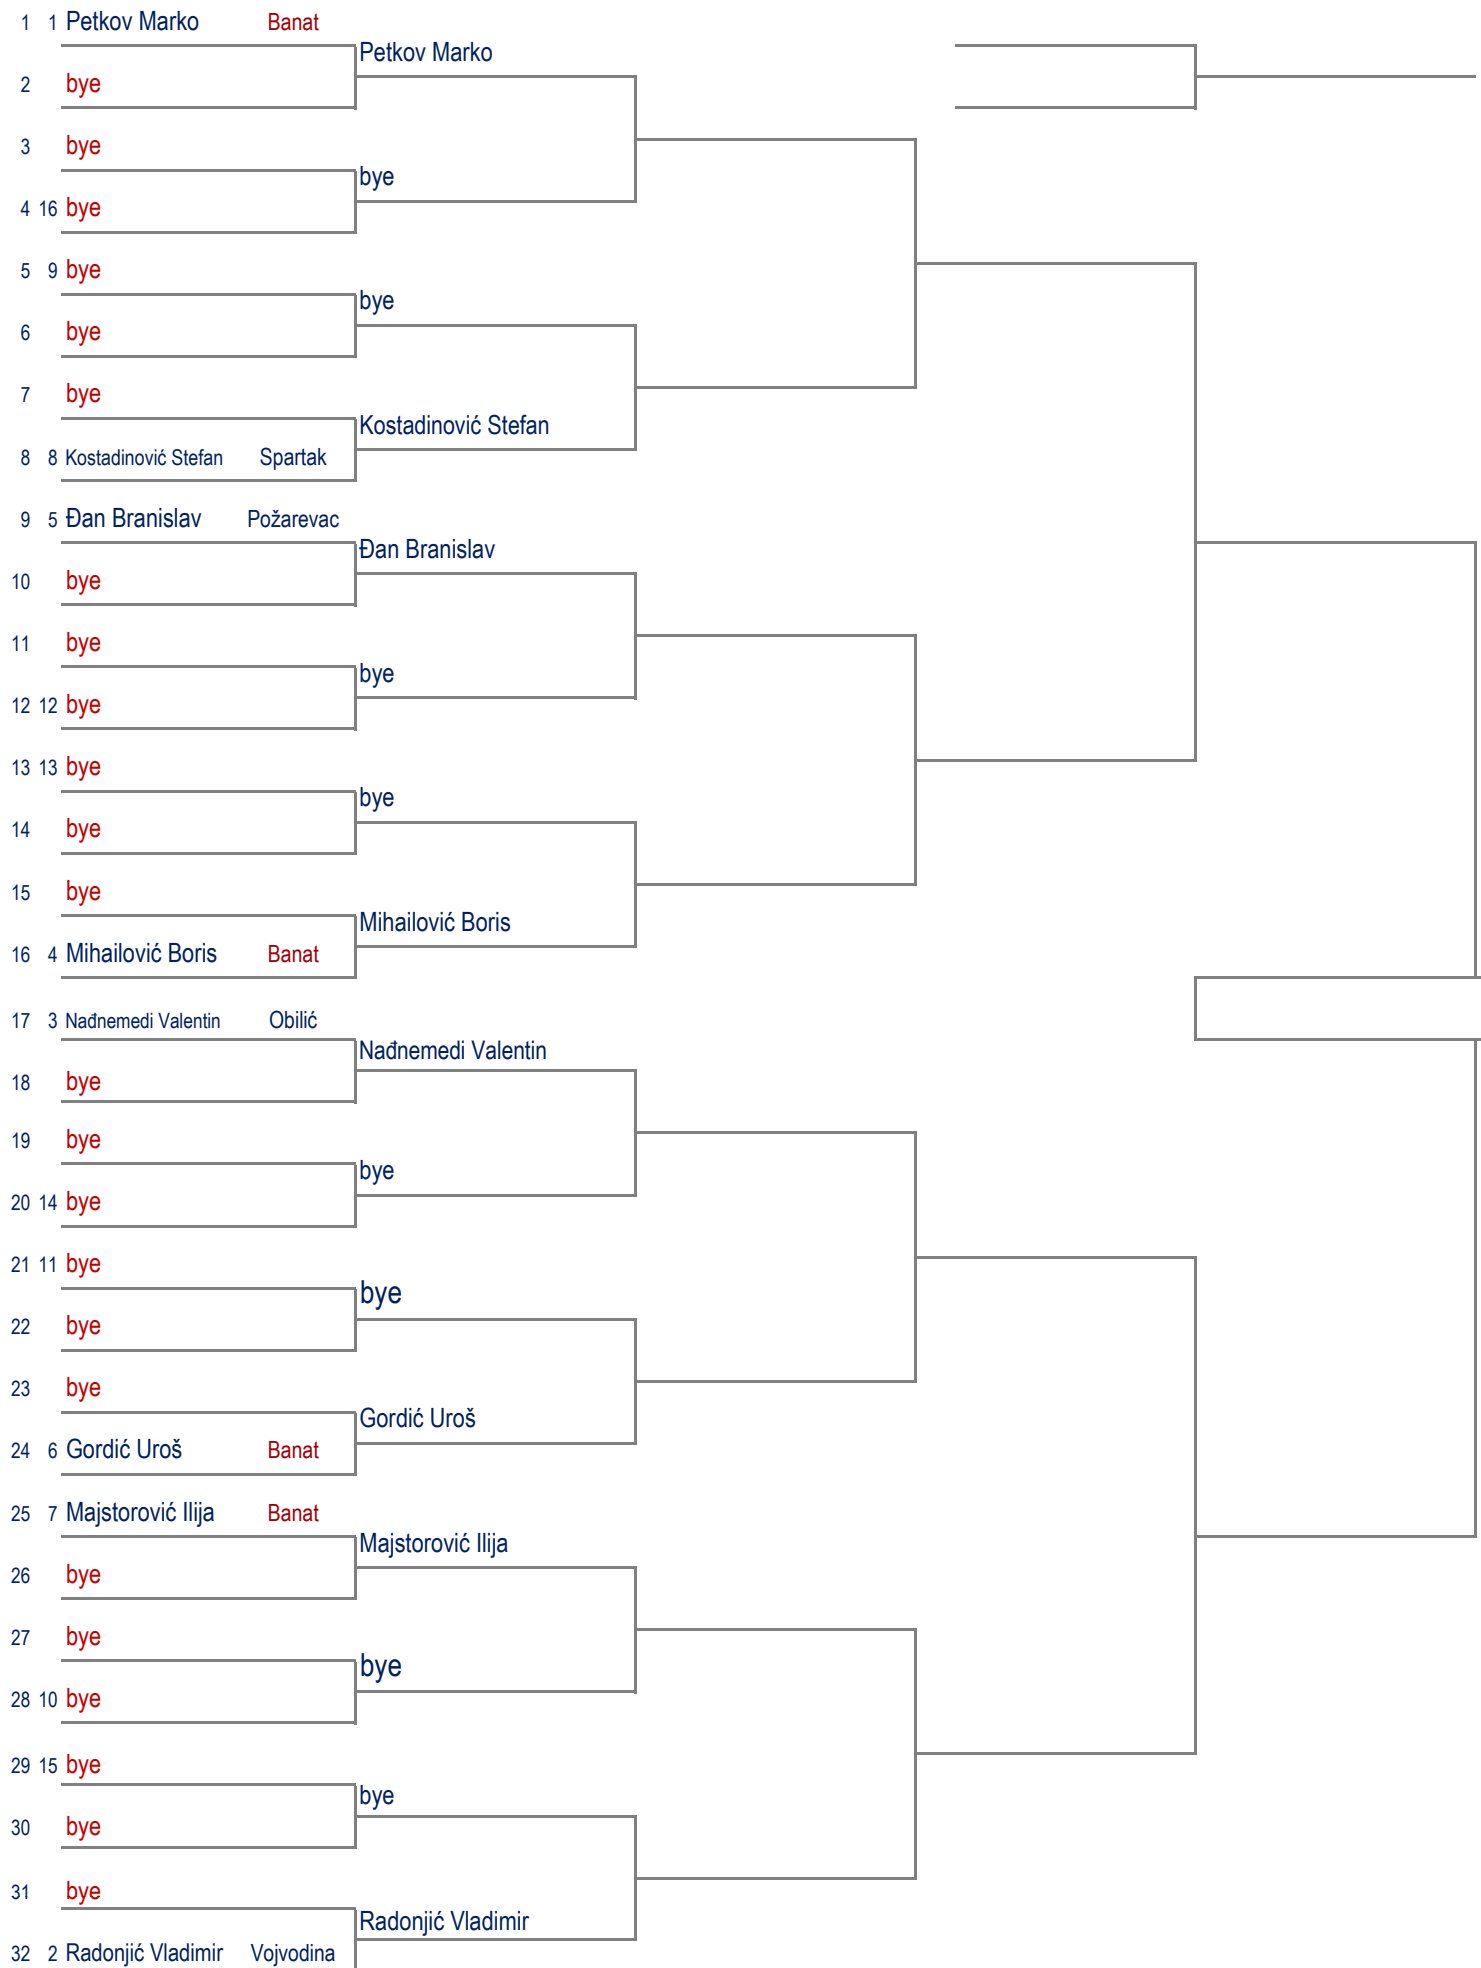 1 1 Petkov Marko Banat
Petkov Marko
2 bye
3 bye
bye
4 16 bye
5 9 bye
bye
6 bye
7 bye
Kostadinović Stefan
8 8 Kostadinović Stefan Spartak
9 5 Đan Branislav Požarevac
Đan Branislav
10 bye
11 bye
bye
12 12 bye
13 13 bye
bye
14 bye
15 bye
Mihailović Boris
16 4 Mihailović Boris Banat
17 3 Nađnemedi Valentin Obilić
Nađnemedi Valentin
18 bye
19 bye
bye
20 14 bye
21 11 bye
bye
22 bye
23 bye
Gordić Uroš
24 6 Gordić Uroš Banat
25 7 Majstorović Ilija Banat
Majstorović Ilija
26 bye
27 bye
bye
28 10 bye
29 15 bye
bye
30 bye
31 bye
Radonjić Vladimir
32 2 Radonjić Vladimir Vojvodina